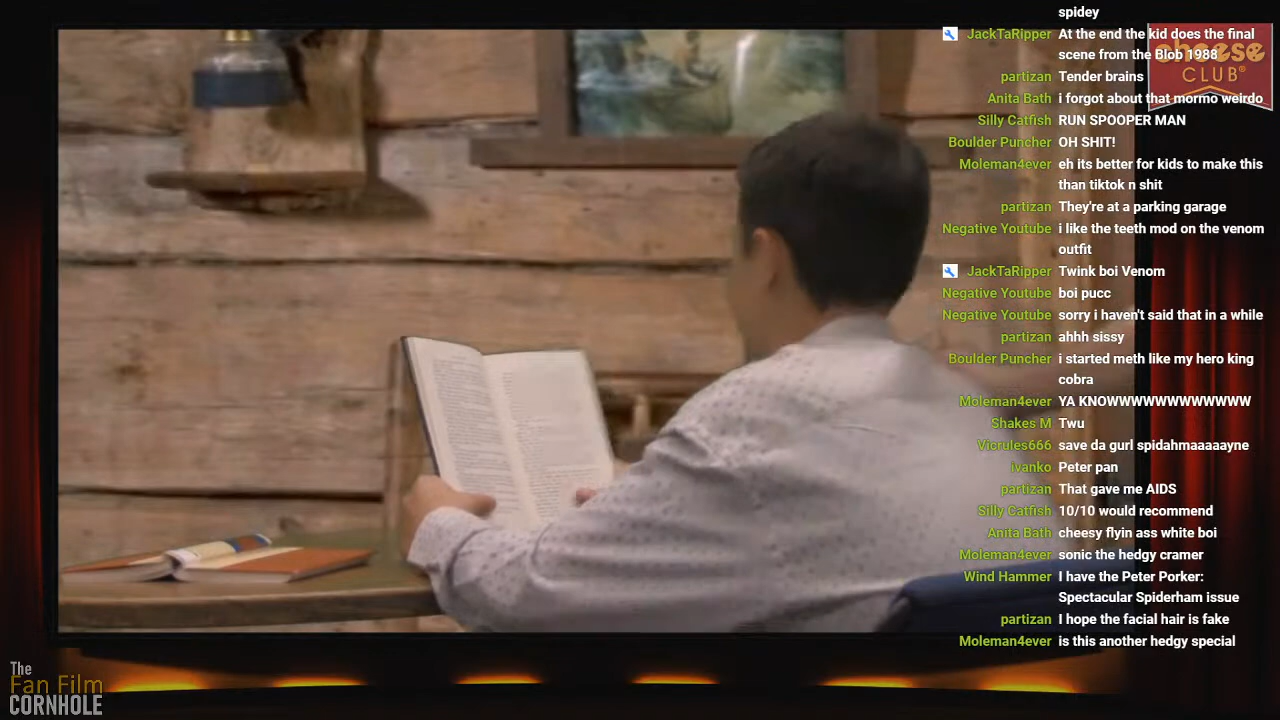 spidey
JackTaRipper At the end the kid does the final
scene from the Blob 1988
cheese
CLUB®
partizan Tender brains
Anita Bath i forgot about that mormo weirdo
Silly Catfish RUN SPOOPER MAN
Boulder Puncher OH SHIT!
Moleman4ever eh its better for kids to make this
than tiktok n shit
partizan They're at a parking garage
Negative Youtube i like the teeth mod on the venom
outfit
JackTaRipper Twink boi Venom
Negative Youtube boi pucc
Negative Youtube sorry i haven't said that in a while
partizan ahhh sissy
Boulder Puncher i started meth like my hero king
cobra
Moleman4ever YA KNOWWWWWWWWWWWW
Shakes M Twu
Vicrules666 save da gurl spidahmaaaaayne
ivanko Peter pan
partizan That gave me AIDS
Silly Catfish 10/10 would recommend
Anita Bath cheesy flyin ass white boi
Moleman4ever sonic the hedgy cramer
Wind Hammer I have the Peter Porker:
Spectacular Spiderham issue
partizan I hope the facial hair is fake
Moleman4ever is this another hedgy special
The
Fan Film
CORNHOLE